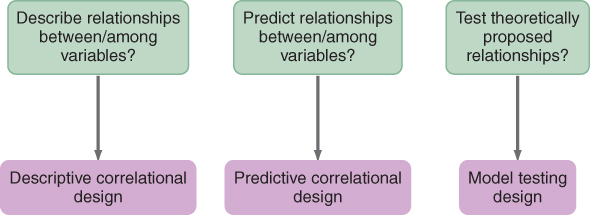 Describe relationships
between/among
variables?
Predict relationships
between/among
variables?
Test theoretically
proposed
relationships?
Descriptive correlational
design
Predictive correlational
design
Model testing
design